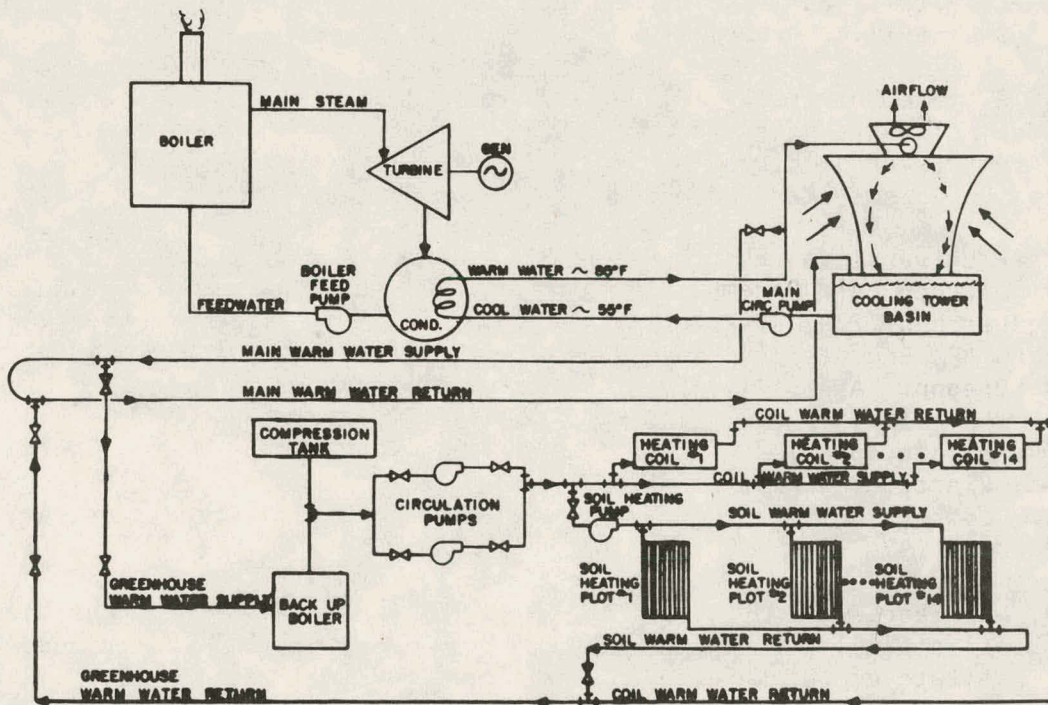 AIRFLOW
MAIN STEAM
BOILER
GEN
TURBINE
BOILER
FEED
PUMP
WARM WATER ~ 80°F
FEEDWATER
COND.
COOL WATER ~ 55°F
MAIN
CIRC PUMP
COOLING TOWER
BASIN
MAIN WARM WATER SUPPLY
MAIN WARM WATER RETURN
COIL WARM WATER RETURN
COMPRESSION
TANK
HEATING
COIL #1
HEATING
COIL #2
HEATING
COIL #14
COIL WARM WATER SUPPLY
CIRCULATION
PUMPS
SOIL HEATING
PUMP
SOIL WARM WATER SUPPLY
GREENHOUSE
WARM WATER SUPPLY
BACK UP
BOILER
SOIL
HEATING
PLOT #1
SOIL
HEATING
PLOT #2
SOIL
HEATING
PLOT #14
SOIL WARM WATER RETURN
GREENHOUSE
WARM WATER RETURN
COIL WARM WATER RETURN